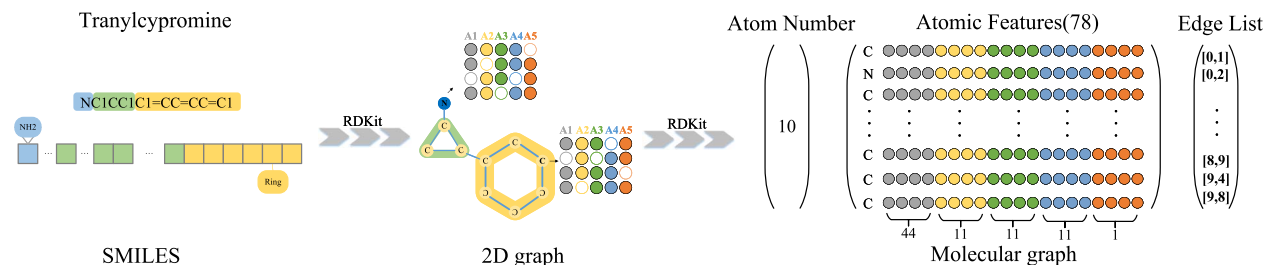 Tranylcypromine
NC1CC1C1=CC=CC=C1
NH2
... ... ...
Ring
SMILES
RDKit
A1 A2 A3 A4 A5
N
C
C C
C
C C
C C
C
A1 A2 A3 A4 A5
2D graph
RDKit
Atom Number
10
Atomic Features(78)
C
N
C
C
C
C
44 11 11 11 1
Molecular graph
Edge List
[0,1]
[0,2]
[8,9]
[9,4]
[9,8]